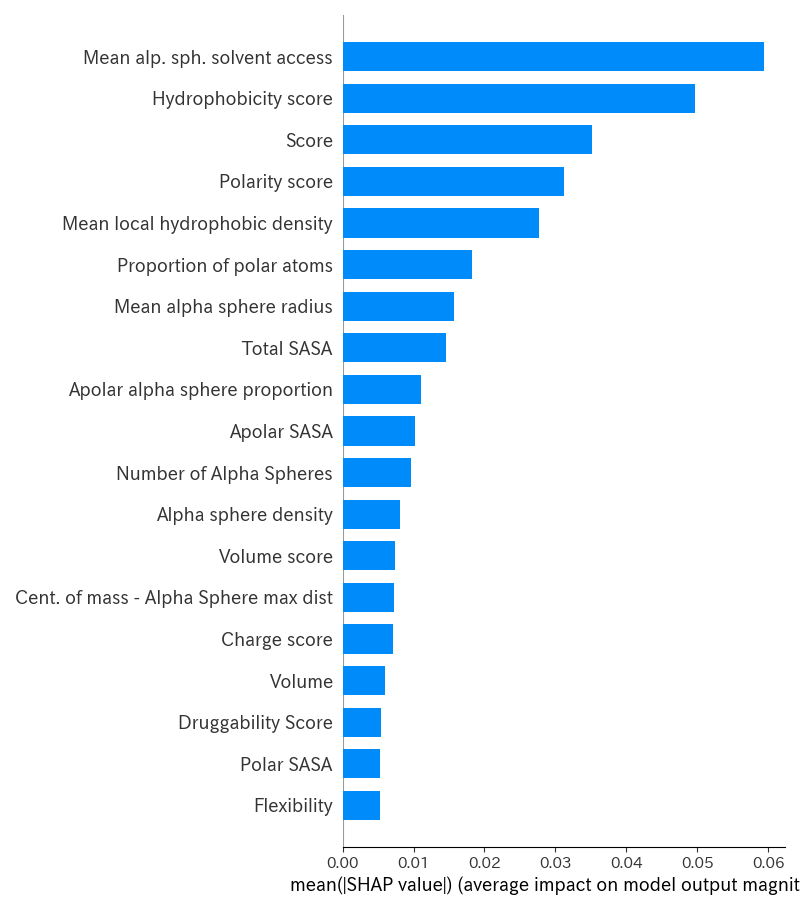 Mean alp. sph. solvent access
Hydrophobicity score
Score
Polarity score
Mean local hydrophobic density
Proportion of polar atoms
Mean alpha sphere radius
Total SASA
Apolar alpha sphere proportion
Apolar SASA
Number of Alpha Spheres
Alpha sphere density
Volume score
Cent. of mass - Alpha Sphere max dist
Charge score
Volume
Druggability Score
Polar SASA
Flexibility
0.00 0.01 0.02 0.03 0.04 0.05 0.06
mean(|SHAP value|) (average impact on model output magnit